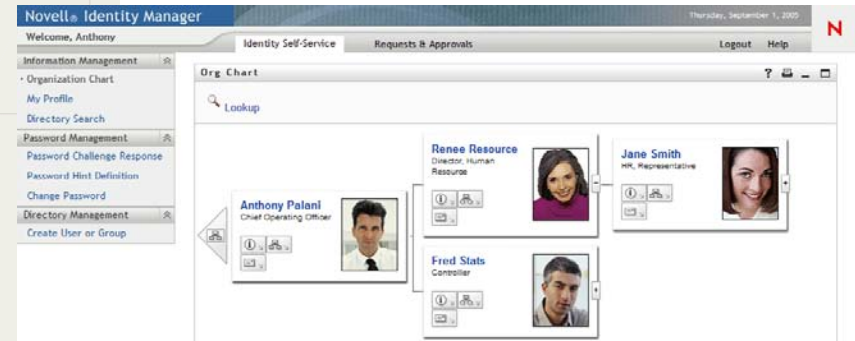 Novell® Identity Manager
Thursday, September 1, 2005
N
Welcome, Anthony
Identity Self-Service
Requests & Approvals
Logout Help
Information Management
Organization Chart
My Profile
Directory Search
Password Management
Password Challenge Response
Password Hint Definition
Change Password
Directory Management
Create User or Group
Org Chart
?
Lookup
Anthony Palani
Chief Operating Officer
Renee Resource
Director, Human
Resource
Jane Smith
HR, Representative
Fred Stats
Controller